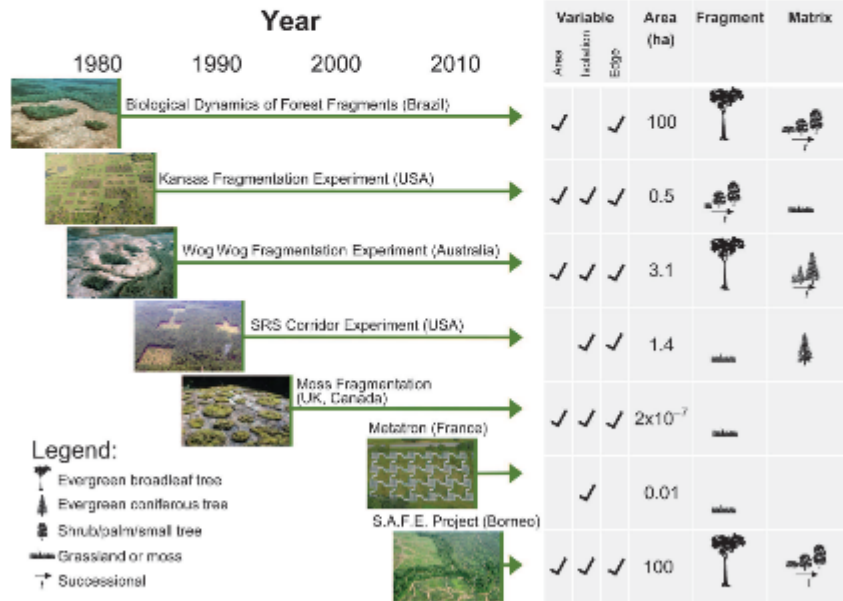 Year
1980 1990 2000 2010
Variable Area (ha) Fragment Matrix
Area Isolation Edge
Biological Dynamics of Forest Fragments (Brazil)
100
Kansas Fragmentation Experiment (USA)
0.5
Wog Wog Fragmentation Experiment (Australia)
3.1
SRS Corridor Experiment (USA)
1.4
Moss Fragmentation
(UK, Canada)
2x10⁻⁷
Metatron (France)
0.01
S.A.F.E. Project (Borneo)
100
Legend:
Evergreen broadleaf tree
Evergreen coniferous tree
Shrub/palm/small tree
Grassland or moss
Successional